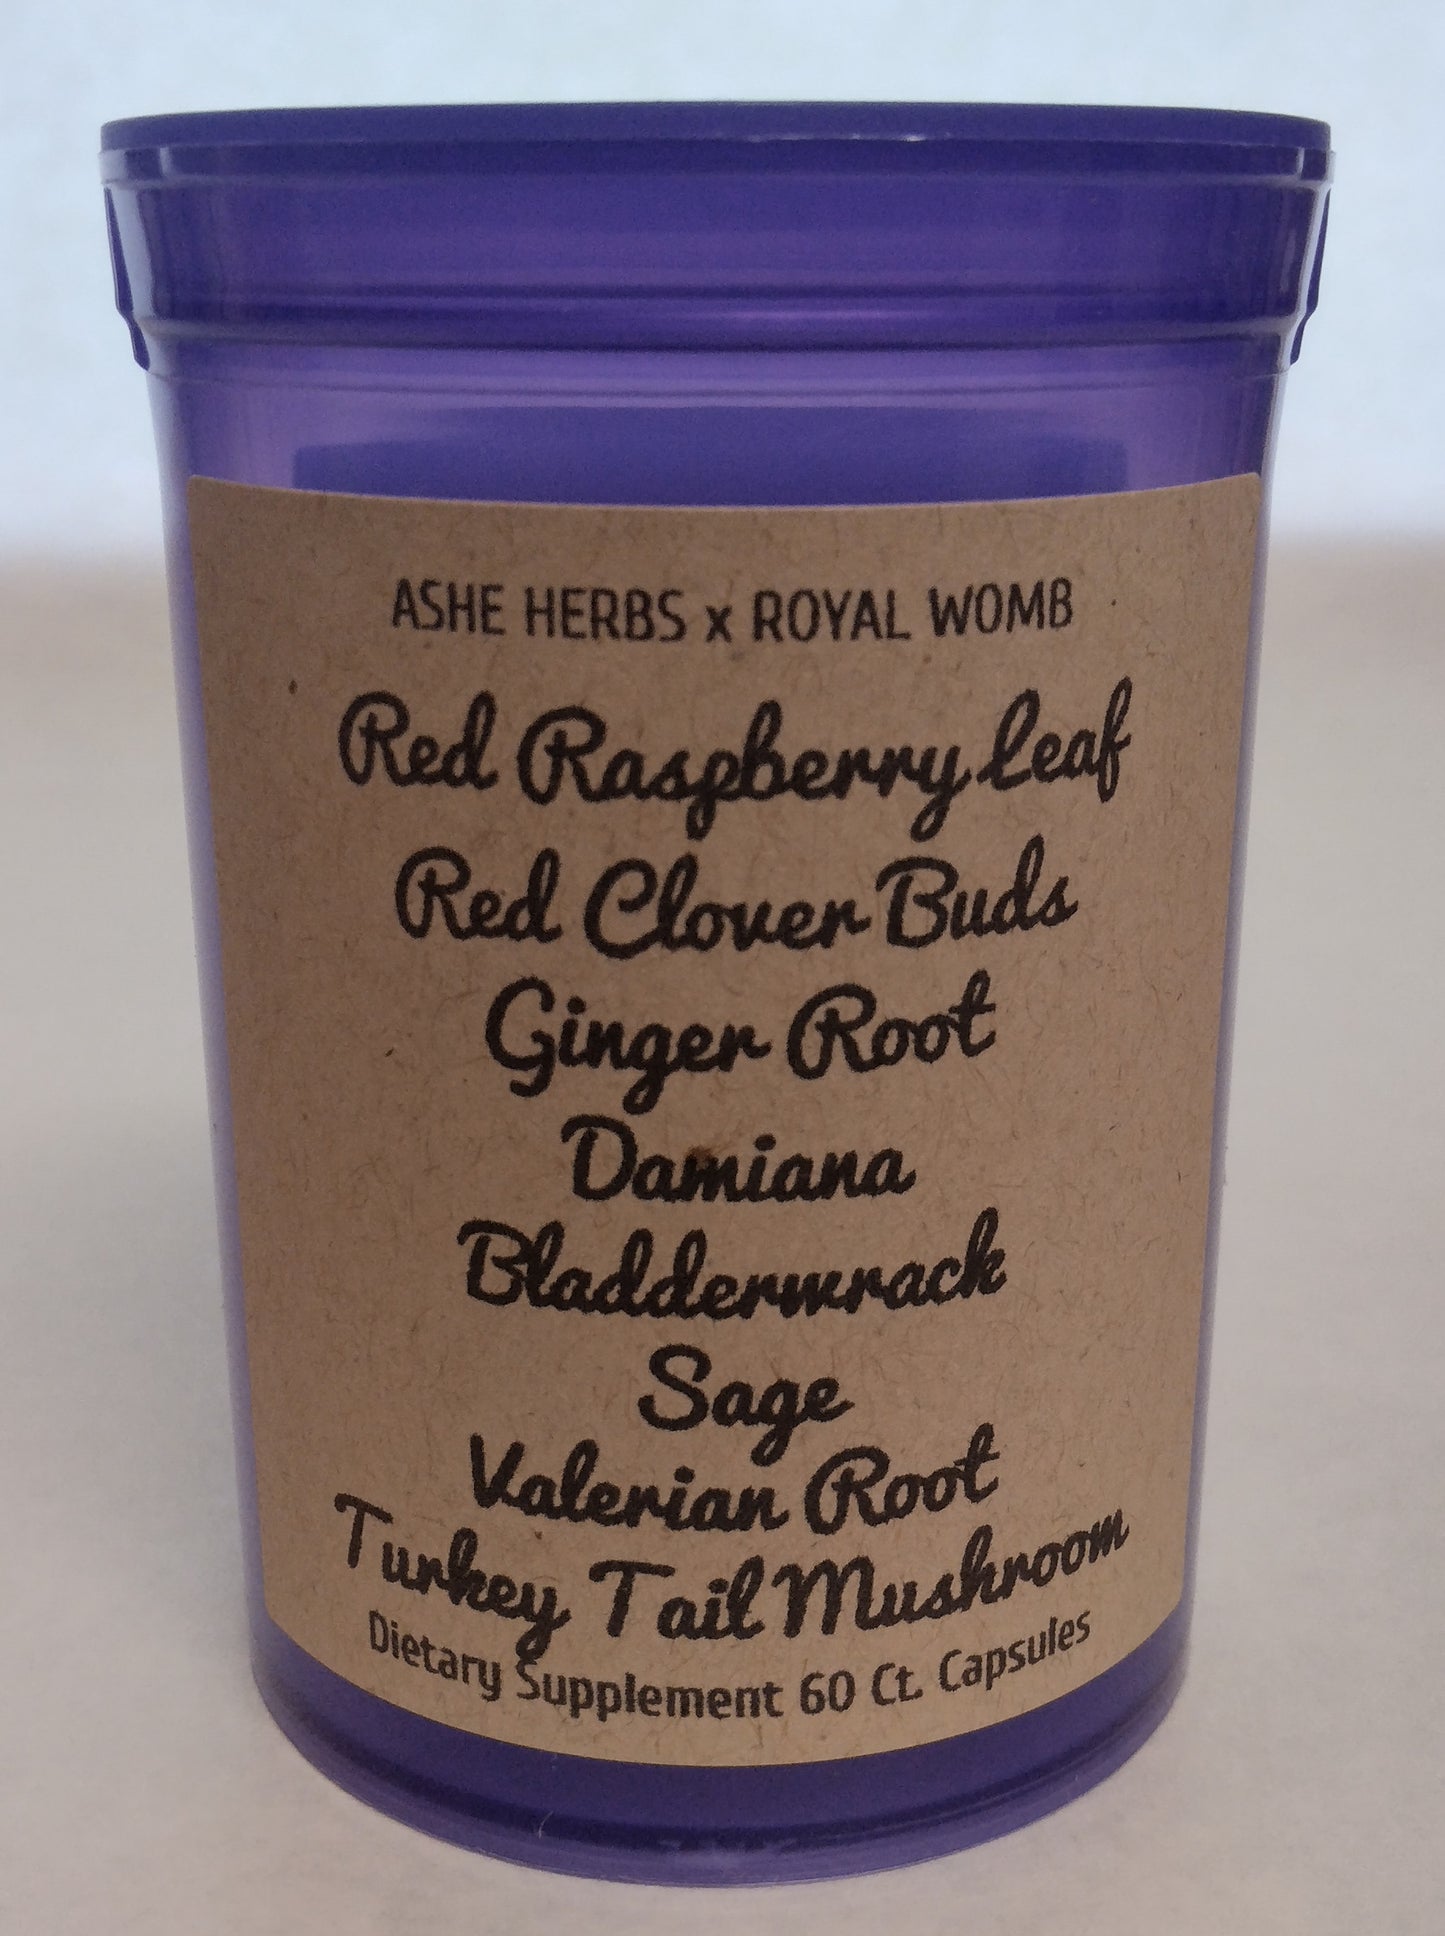 ASHE HERBS x ROYAL WOMB
Red Raspberry Leaf
Red Clover Buds
Ginger Root
Damiana
Bladderwrack
Sage
Valerian Root
Turkey Tail Mushroom
Dietary Supplement 60 Ct. Capsules